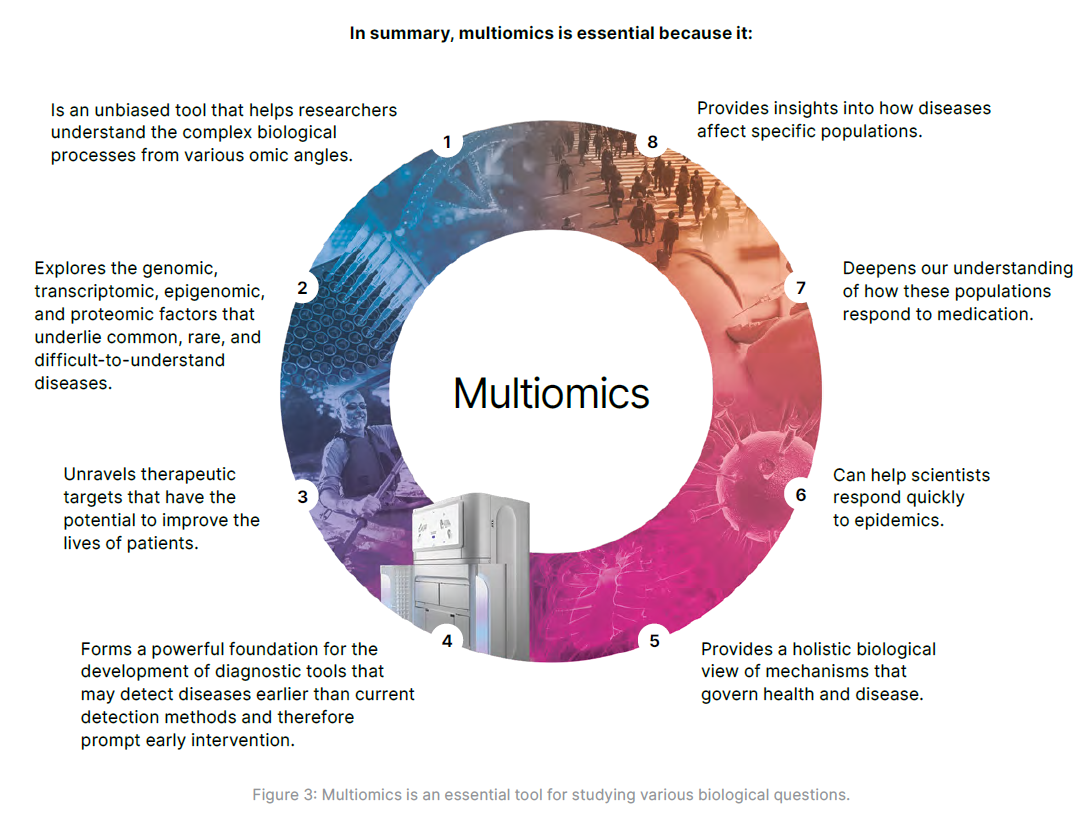 In summary, multiomics is essential because it:
1
Is an unbiased tool that helps researchers
understand the complex biological
processes from various omic angles.
2
Explores the genomic,
transcriptomic, epigenomic,
and proteomic factors that
underlie common, rare, and
difficult-to-understand
diseases.
3
Unravels therapeutic
targets that have the
potential to improve the
lives of patients.
4
Forms a powerful foundation for the
development of diagnostic tools that
may detect diseases earlier than current
detection methods and therefore
prompt early intervention.
5
Provides a holistic biological
view of mechanisms that
govern health and disease.
6
Can help scientists
respond quickly
to epidemics.
7
Deepens our understanding
of how these populations
respond to medication.
8
Provides insights into how diseases
affect specific populations.
Multiomics
Figure 3: Multiomics is an essential tool for studying various biological questions.